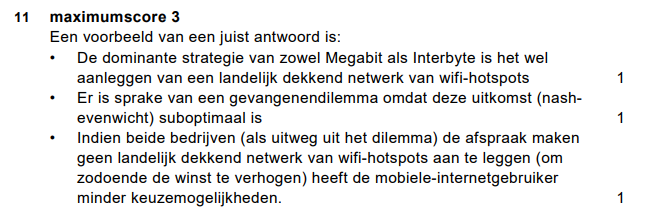 11 maximumscore 3
Een voorbeeld van een juist antwoord is:
• De dominante strategie van zowel Megabit als Interbyte is het wel
aanleggen van een landelijk dekkend netwerk van wifi-hotspots 1
• Er is sprake van een gevangenendilemma omdat deze uitkomst (nash-
evenwicht) suboptimaal is 1
• Indien beide bedrijven (als uitweg uit het dilemma) de afspraak maken
geen landelijk dekkend netwerk van wifi-hotspots aan te leggen (om
zodoende de winst te verhogen) heeft de mobiele-internetgebruiker
minder keuzemogelijkheden. 1